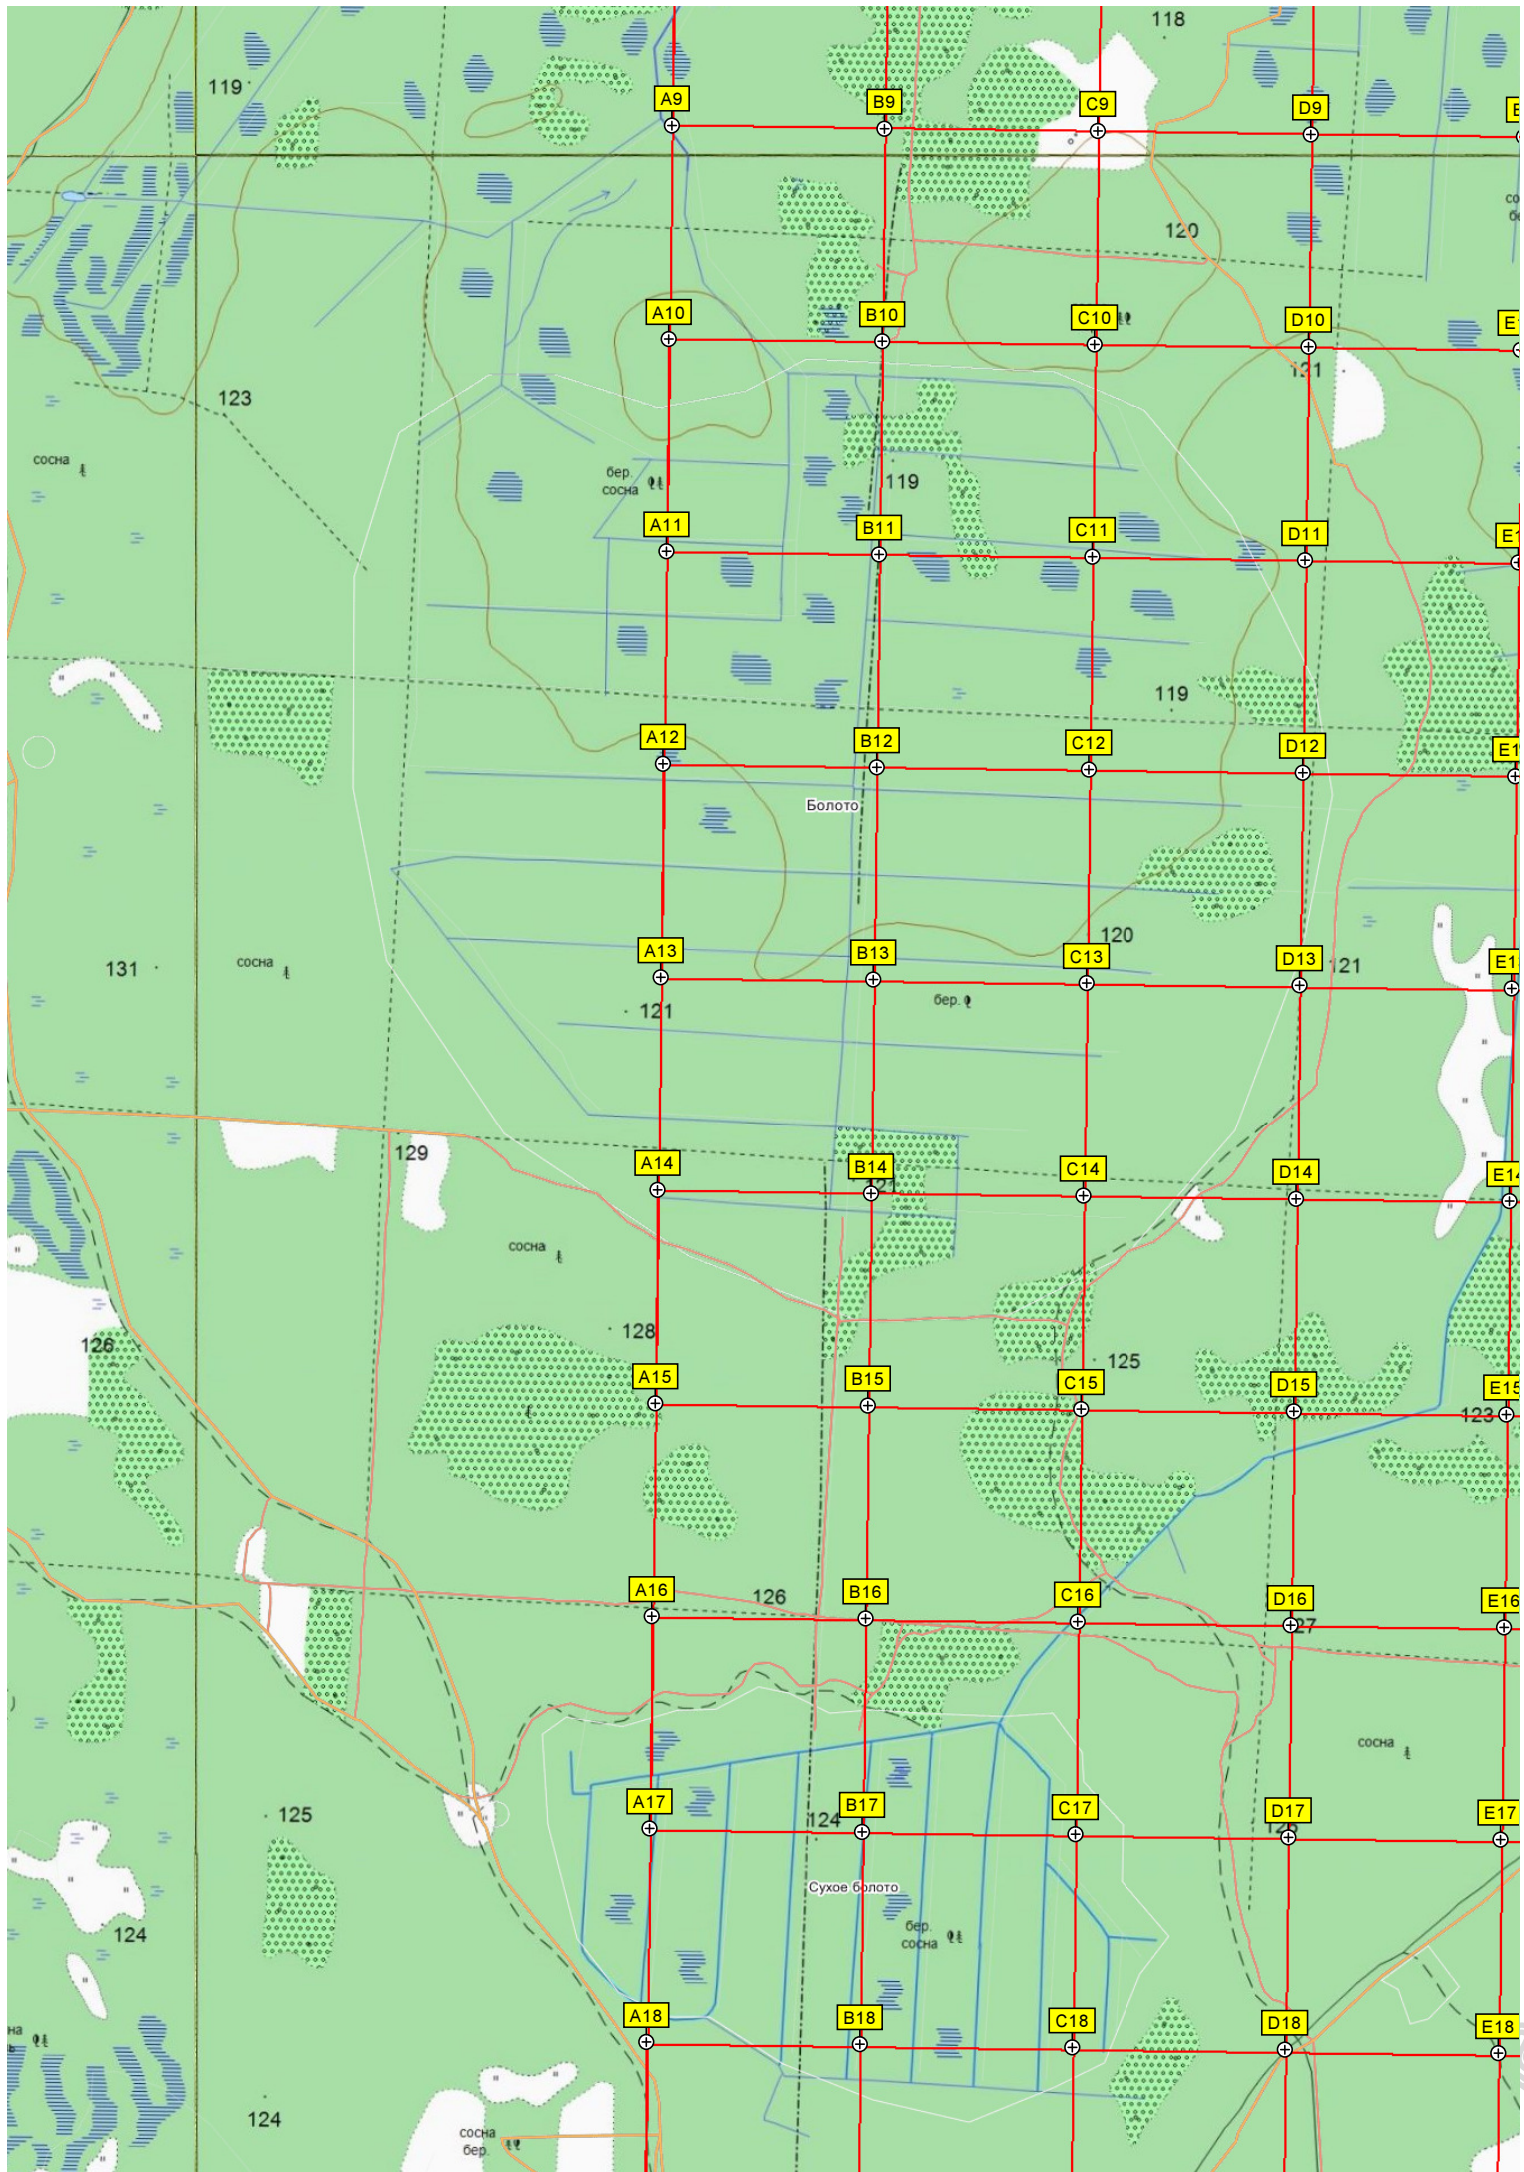 118
119
A9
B9
C9
D9
120
A10
B10
C10
D10
121
123
сосна
бер.
сосна
119
A11
B11
C11
D11
119
A12
B12
C12
D12
Болото
120
A13
B13
C13
D13
121
131
сосна
бер.
121
129
A14
B14
C14
D14
E14
сосна
128
126
125
A15
B15
C15
D15
E15
123
A16
126
B16
C16
D16
E16
сосна
125
A17
B17
124
C17
D17
E17
Сухое болото
бер.
сосна
124
A18
B18
C18
D18
E18
124
сосна
бер.